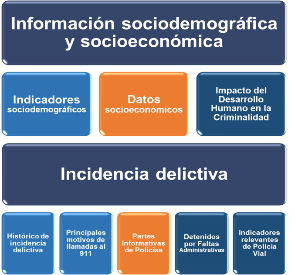 Información sociodemográfica
y socioeconómica
Indicadores
sociodemográficos
Datos
socioeconómicos
Impacto del
Desarrollo
Humano en la
Criminalidad
Incidencia delictiva
Histórico de
incidencia
delictiva
Principales
motivos de
llamadas al
911
Partes
Informativas
de Policías
Detenidos
por Faltas
Administrativas
Indicadores
relevantes de
Policía
Vial